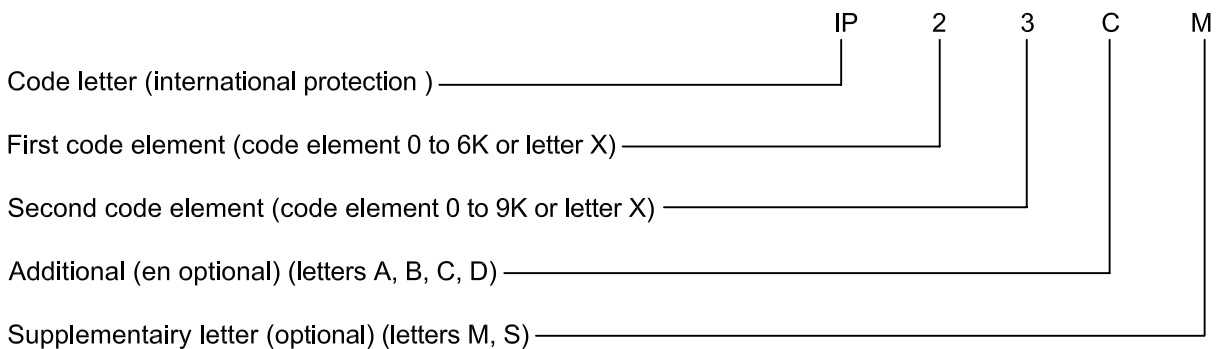 IP 2 3 C M
Code letter (international protection )
First code element (code element 0 to 6K or letter X)
Second code element (code element 0 to 9K or letter X)
Additional (en optional) (letters A, B, C, D)
Supplementairy letter (optional) (letters M, S)